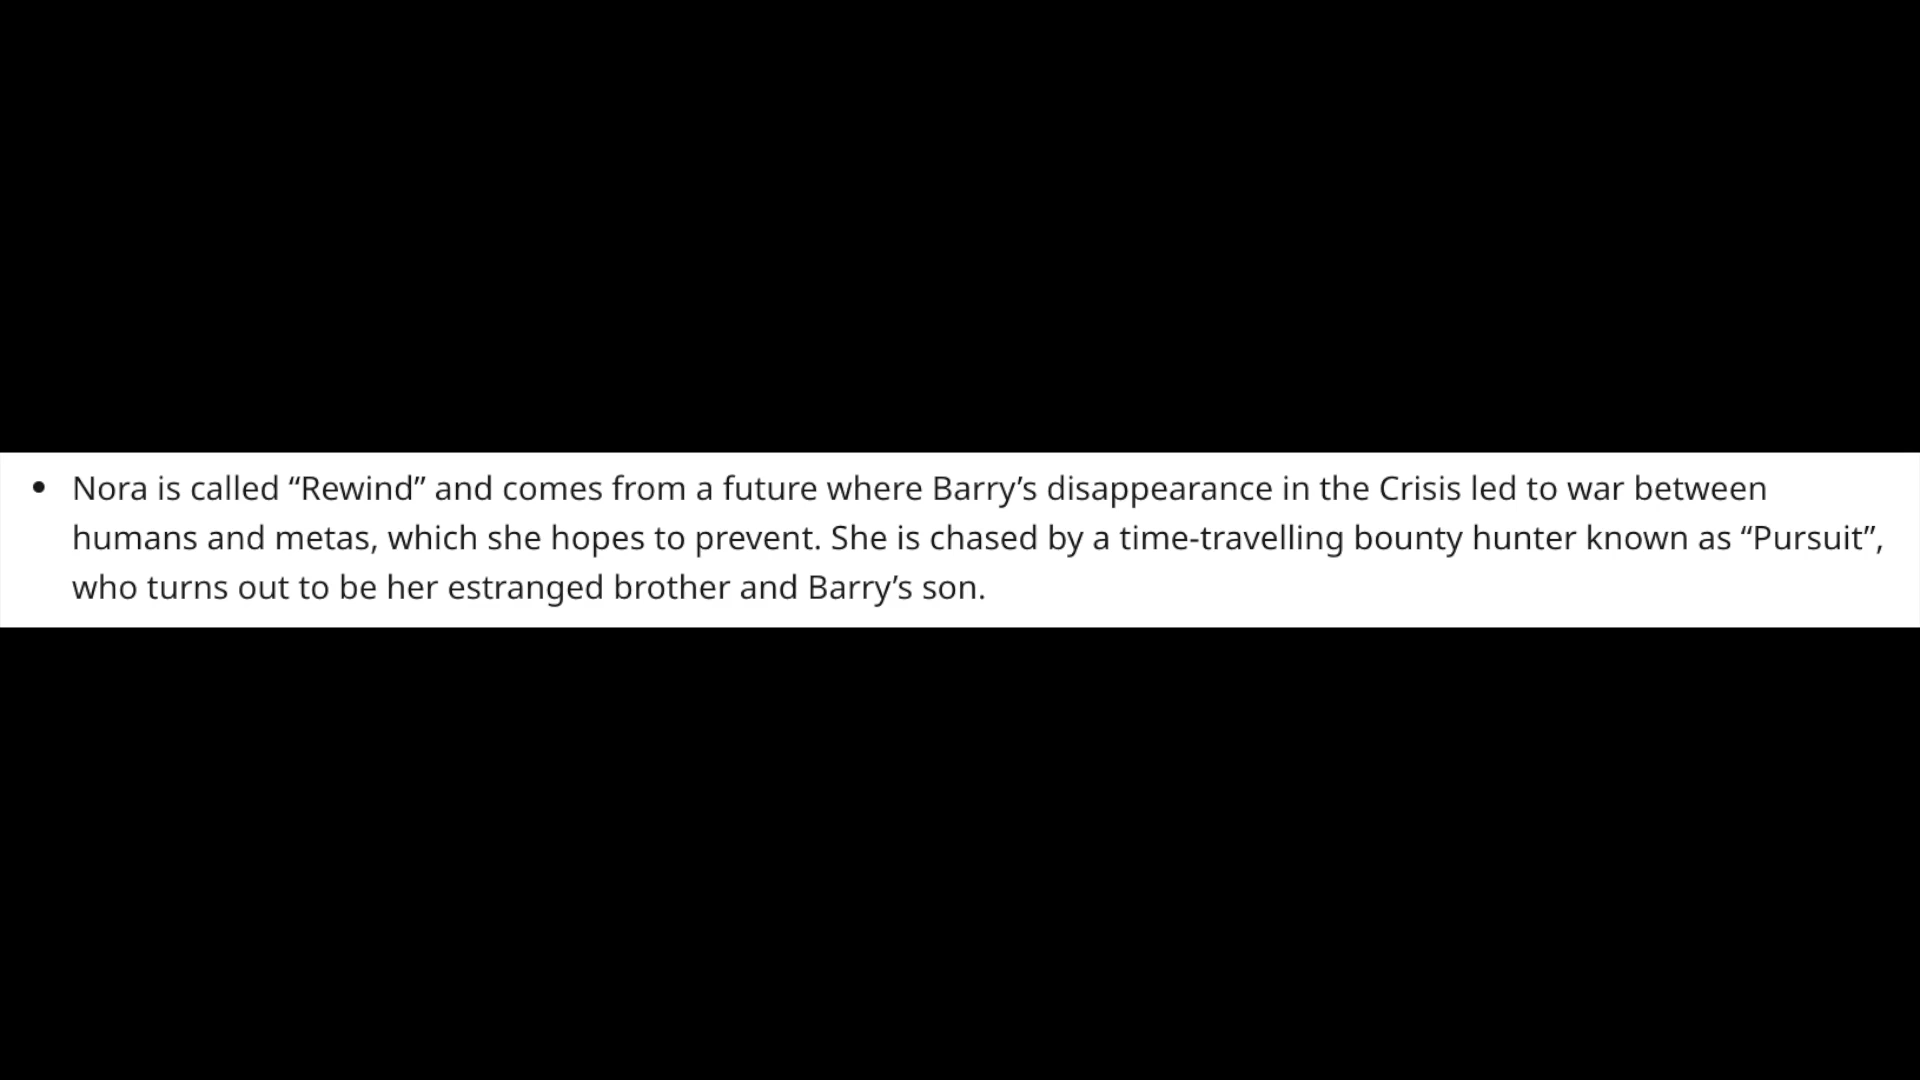 • Nora is called “Rewind” and comes from a future where Barry’s disappearance in the Crisis led to war between
humans and metas, which she hopes to prevent. She is chased by a time-travelling bounty hunter known as “Pursuit”,
who turns out to be her estranged brother and Barry’s son.